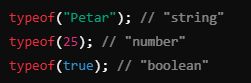 typeof("Petar"); // "string"
typeof(25); // "number"
typeof(true); // "boolean"